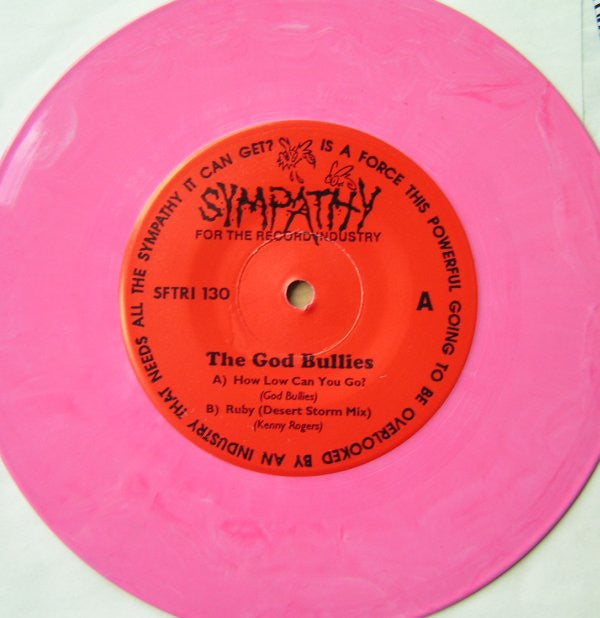 IS A FORCE THIS POWERFUL GOING TO BE OVERLOOKED BY AN INDUSTRY THAT NEEDS ALL THE SYMPATHY IT CAN GET?
SYMPATHY
FOR THE RECORD INDUSTRY
SFTRI 130
A
The God Bullies
A) How Low Can You Go?
(God Bullies)
B) Ruby (Desert Storm Mix)
(Kenny Rogers)